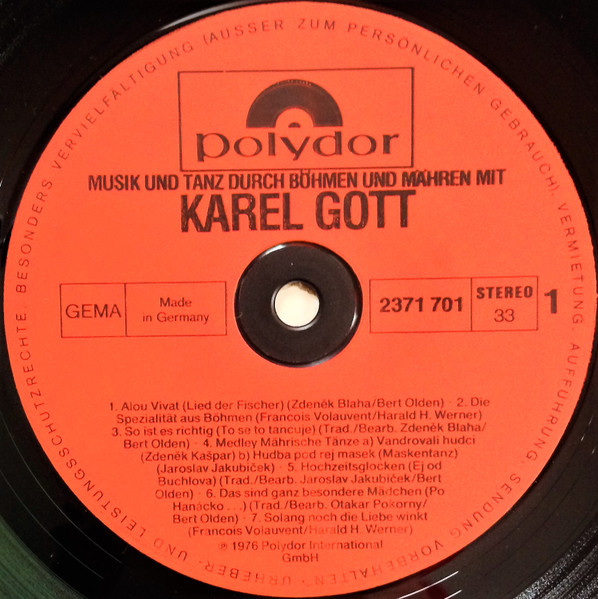 polydor
MUSIK UND TANZ DURCH BÖHMEN UND MÄHREN MIT
KAREL GOTT
GEMA
Made
in Germany
2371 701
STEREO
33
1
1. Alou Vivat (Lied der Fischer) (Zdeněk Blaha/Bert Olden) · 2. Die
Spezialität aus Böhmen (Francois Volauvent/Harald H. Werner)
3. So ist es richtig (To se to tancuje) (Trad./Bearb. Zdeněk Blaha/
Bert Olden) · 4. Medley Mährische Tänze a) Vandrovali hudci
(Zdeněk Kašpar) b) Hudba pod rej masek (Maskentanz)
(Jaroslav Jakubiček) · 5. Hochzeitsglocken (Ej od
Buchlova) (Trad./Bearb. Jaroslav Jakubiček/Bert
Olden) · 6. Das sind ganz besondere Mädchen (Po
Hanácko . . .) (Trad./Bearb. Otakar Pokorny/
Bert Olden) · 7. Solang noch die Liebe winkt
(Francois Volauvent/Harald H. Werner)
℗ 1976 Polydor International
GmbH
URHEBER- UND LEISTUNGSSCHUTZRECHTE, BESONDERS VERVIELFÄLTIGUNG (AUSSER ZUM PERSÖNLICHEN GEBRAUCH), VERMIETUNG, AUFFÜHRUNG, SENDUNG VORBEHALTEN